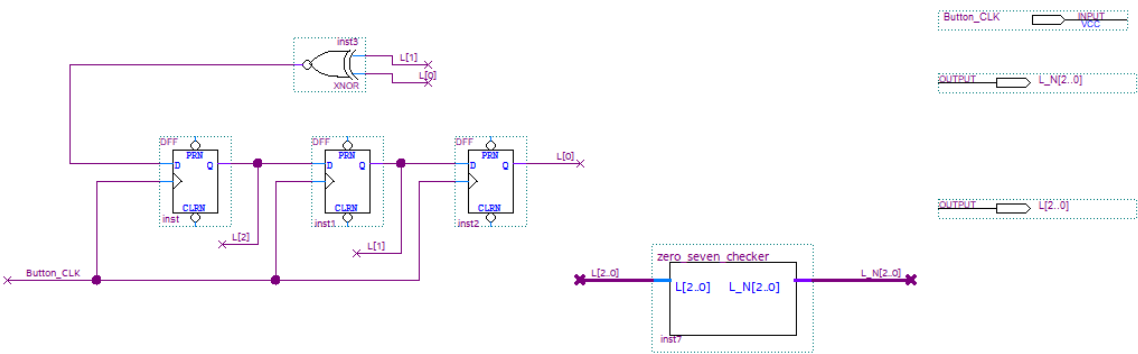 Button_CLK
INPUT
VCC
inst3
L[1]
L[0]
XNOR
OUTPUT
L_N[2..0]
DFF
PRN
D
Q
CLRN
inst
DFF
PRN
D
Q
CLRN
inst1
DFF
PRN
D
Q
CLRN
inst2
L[0]
OUTPUT
L[2..0]
L[2]
L[1]
Button_CLK
zero_seven_checker
L[2..0]
L[2..0]
L_N[2..0]
L_N[2..0]
inst7